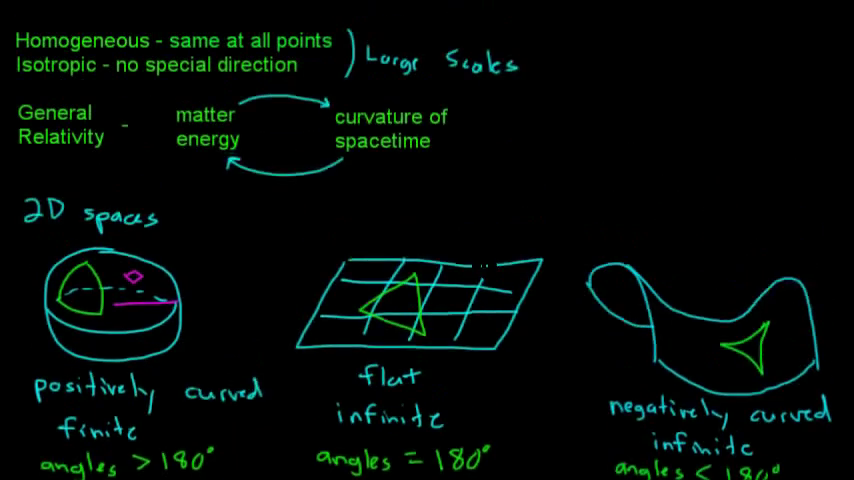 Homogeneous - same at all points
Isotropic - no special direction
Large Scales
General Relativity -
matter energy
curvature of spacetime
2D spaces
positively curved
finite
angles > 180°
flat
infinite
angles = 180°
negatively curved
infinite
angles < 180°